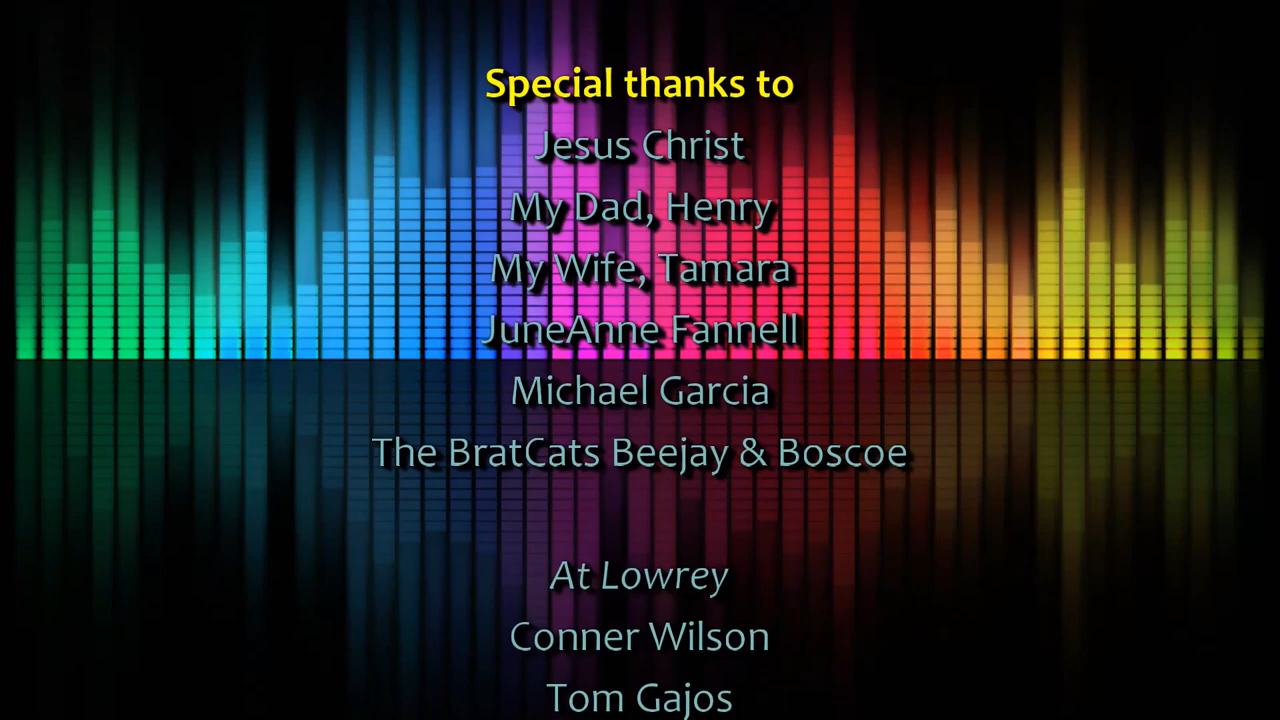 Special thanks to
Jesus Christ
My Dad, Henry
My Wife, Tamara
JuneAnne Fannell
Michael Garcia
The BratCats Beejay & Boscoe
At Lowrey
Conner Wilson
Tom Gajos